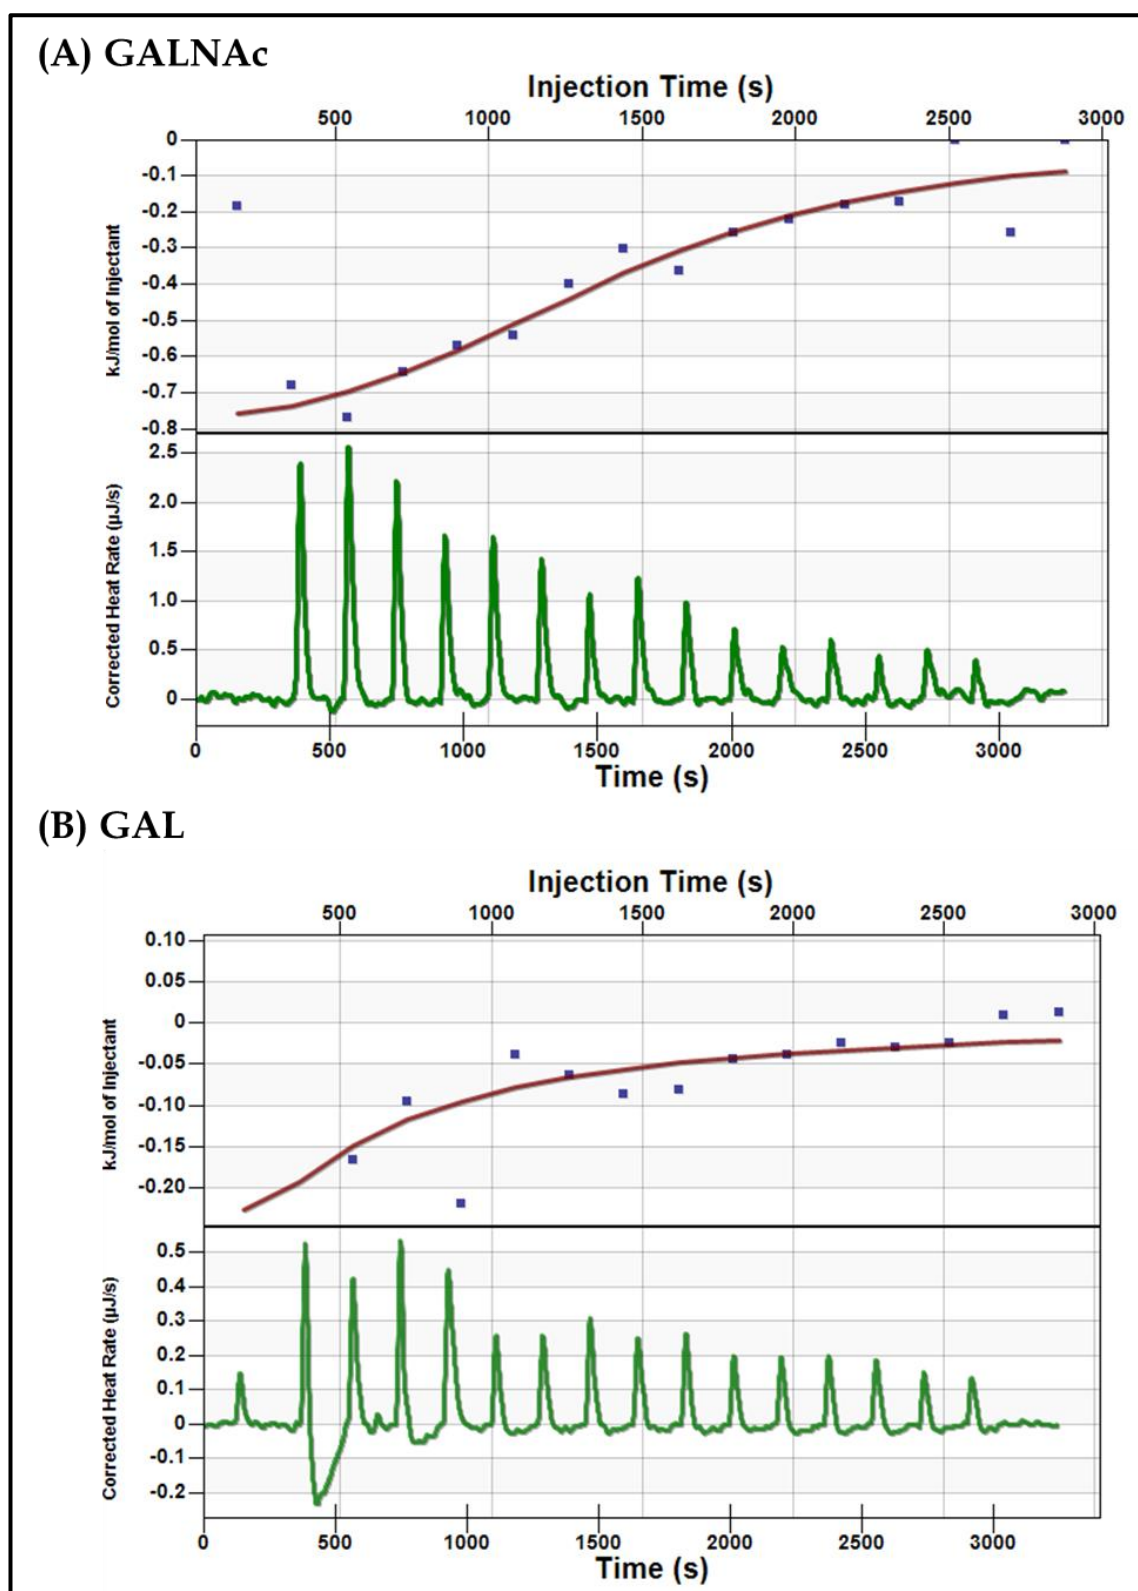 (A) GALNAc
Injection Time (s)
500 1000 1500 2000 2500 3000
kJ/mol of Injectant
0
-0.1
-0.2
-0.3
-0.4
-0.5
-0.6
-0.7
-0.8
Corrected Heat Rate (µJ/s)
2.5
2.0
1.5
1.0
0.5
0
0 500 1000 1500 2000 2500 3000
Time (s)
(B) GAL
Injection Time (s)
500 1000 1500 2000 2500 3000
kJ/mol of Injectant
0.10
0.05
0
-0.05
-0.10
-0.15
-0.20
Corrected Heat Rate (µJ/s)
0.5
0.4
0.3
0.2
0.1
0
-0.1
-0.2
0 500 1000 1500 2000 2500 3000
Time (s)